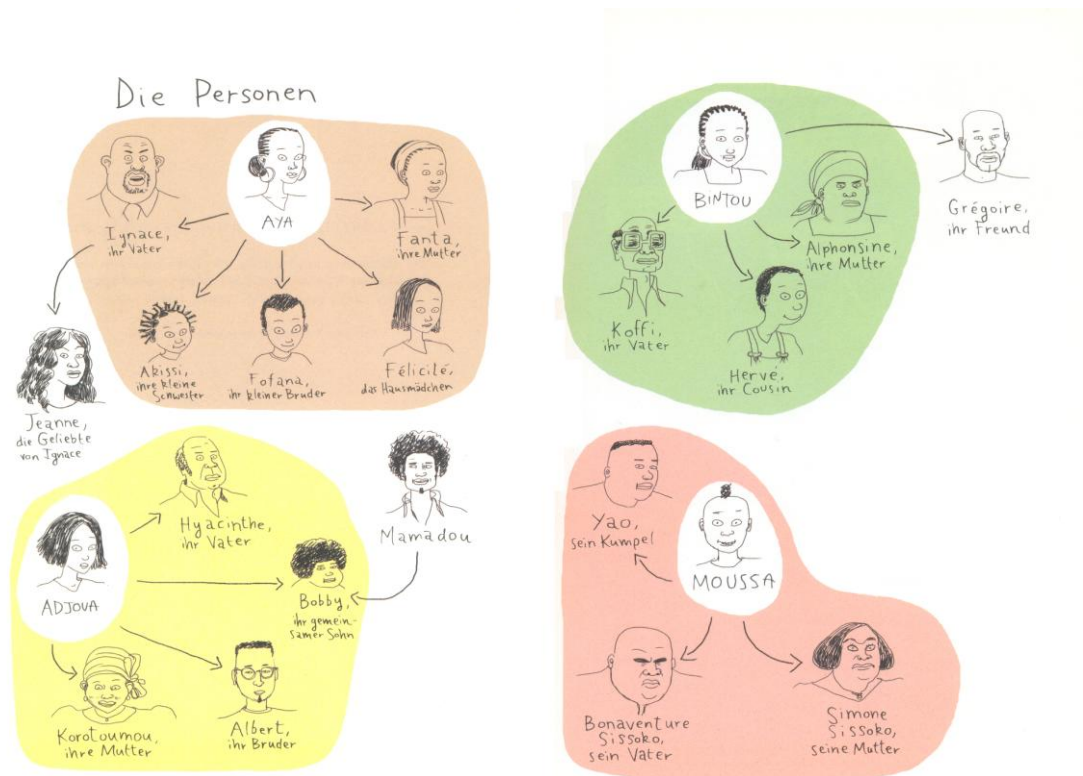 Die Personen
AYA
Ignace,
ihr Vater
Fanta,
ihre Mutter
Akissi,
ihre kleine
Schwester
Fofana,
ihr kleiner Bruder
Félicité,
das Hausmädchen
Jeanne,
die Geliebte
von Ignace
BINTOU
Grégoire,
ihr Freund
Alphonsine,
ihre Mutter
Koffi,
ihr Vater
Hervé,
ihr Cousin
ADJOUA
Hyacinthe,
ihr Vater
Mamadou
Bobby,
ihr gemein-
samer Sohn
Korotoumou,
ihre Mutter
Albert,
ihr Bruder
MOUSSA
Yao,
sein Kumpel
Bonaventure
Sissoko,
sein Vater
Simone
Sissoko,
seine Mutter